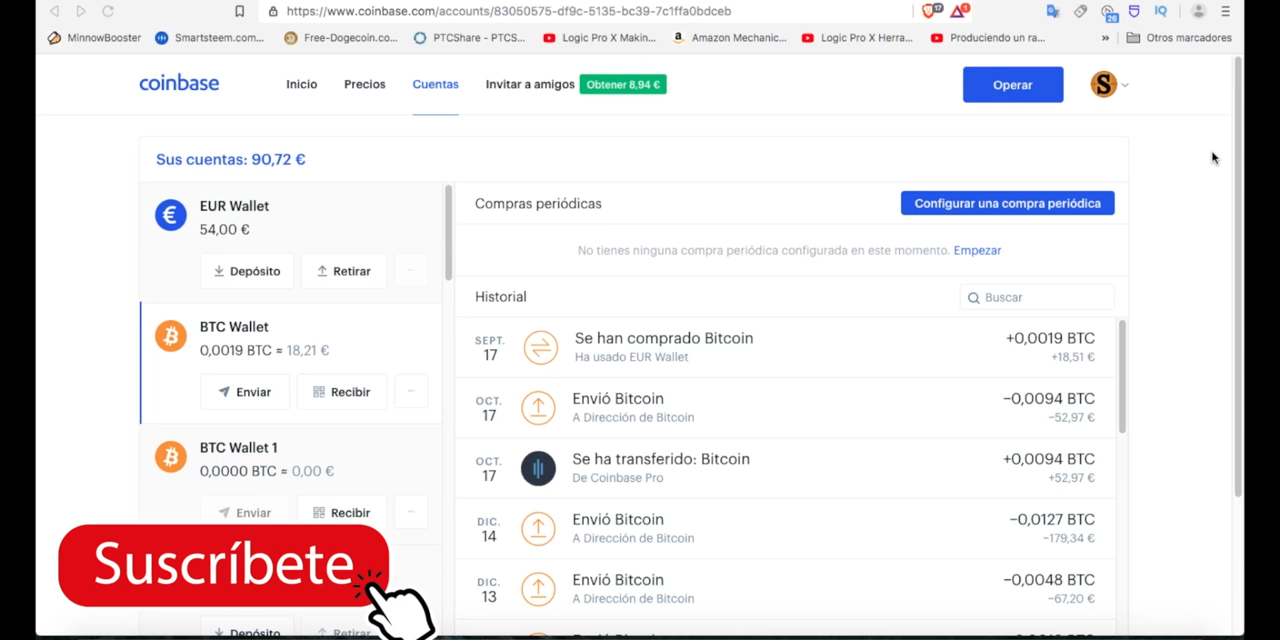 https://www.coinbase.com/accounts/83050575-df9c-5135-bc39-7c1ffa0bdceb
17
1
26
IQ
MinnowBooster
Smartsteem.com...
Free-Dogecoin.co...
PTCShare - PTCS...
Logic Pro X Makin...
Amazon Mechanic...
Logic Pro X Herra...
Produciendo un ra...
»
Otros marcadores
coinbase
Inicio
Precios
Cuentas
Invitar a amigos
Obtener 8,94 €
Operar
S
Sus cuentas: 90,72 €
EUR Wallet
54,00 €
Depósito
Retirar
BTC Wallet
0,0019 BTC ≈ 18,21 €
Enviar
Recibir
BTC Wallet 1
0,0000 BTC ≈ 0,00 €
Enviar
Recibir
Depósito
Retirar
Compras periódicas
Configurar una compra periódica
No tienes ninguna compra periódica configurada en este momento. Empezar
Historial
Buscar
SEPT. 17
Se han comprado Bitcoin
+0,0019 BTC
Ha usado EUR Wallet
+18,51 €
OCT. 17
Envió Bitcoin
−0,0094 BTC
A Dirección de Bitcoin
−52,97 €
OCT. 17
Se ha transferido: Bitcoin
+0,0094 BTC
De Coinbase Pro
+52,97 €
DIC. 14
Envió Bitcoin
−0,0127 BTC
A Dirección de Bitcoin
−179,34 €
DIC. 13
Envió Bitcoin
−0,0048 BTC
A Dirección de Bitcoin
−67,20 €
Suscríbete